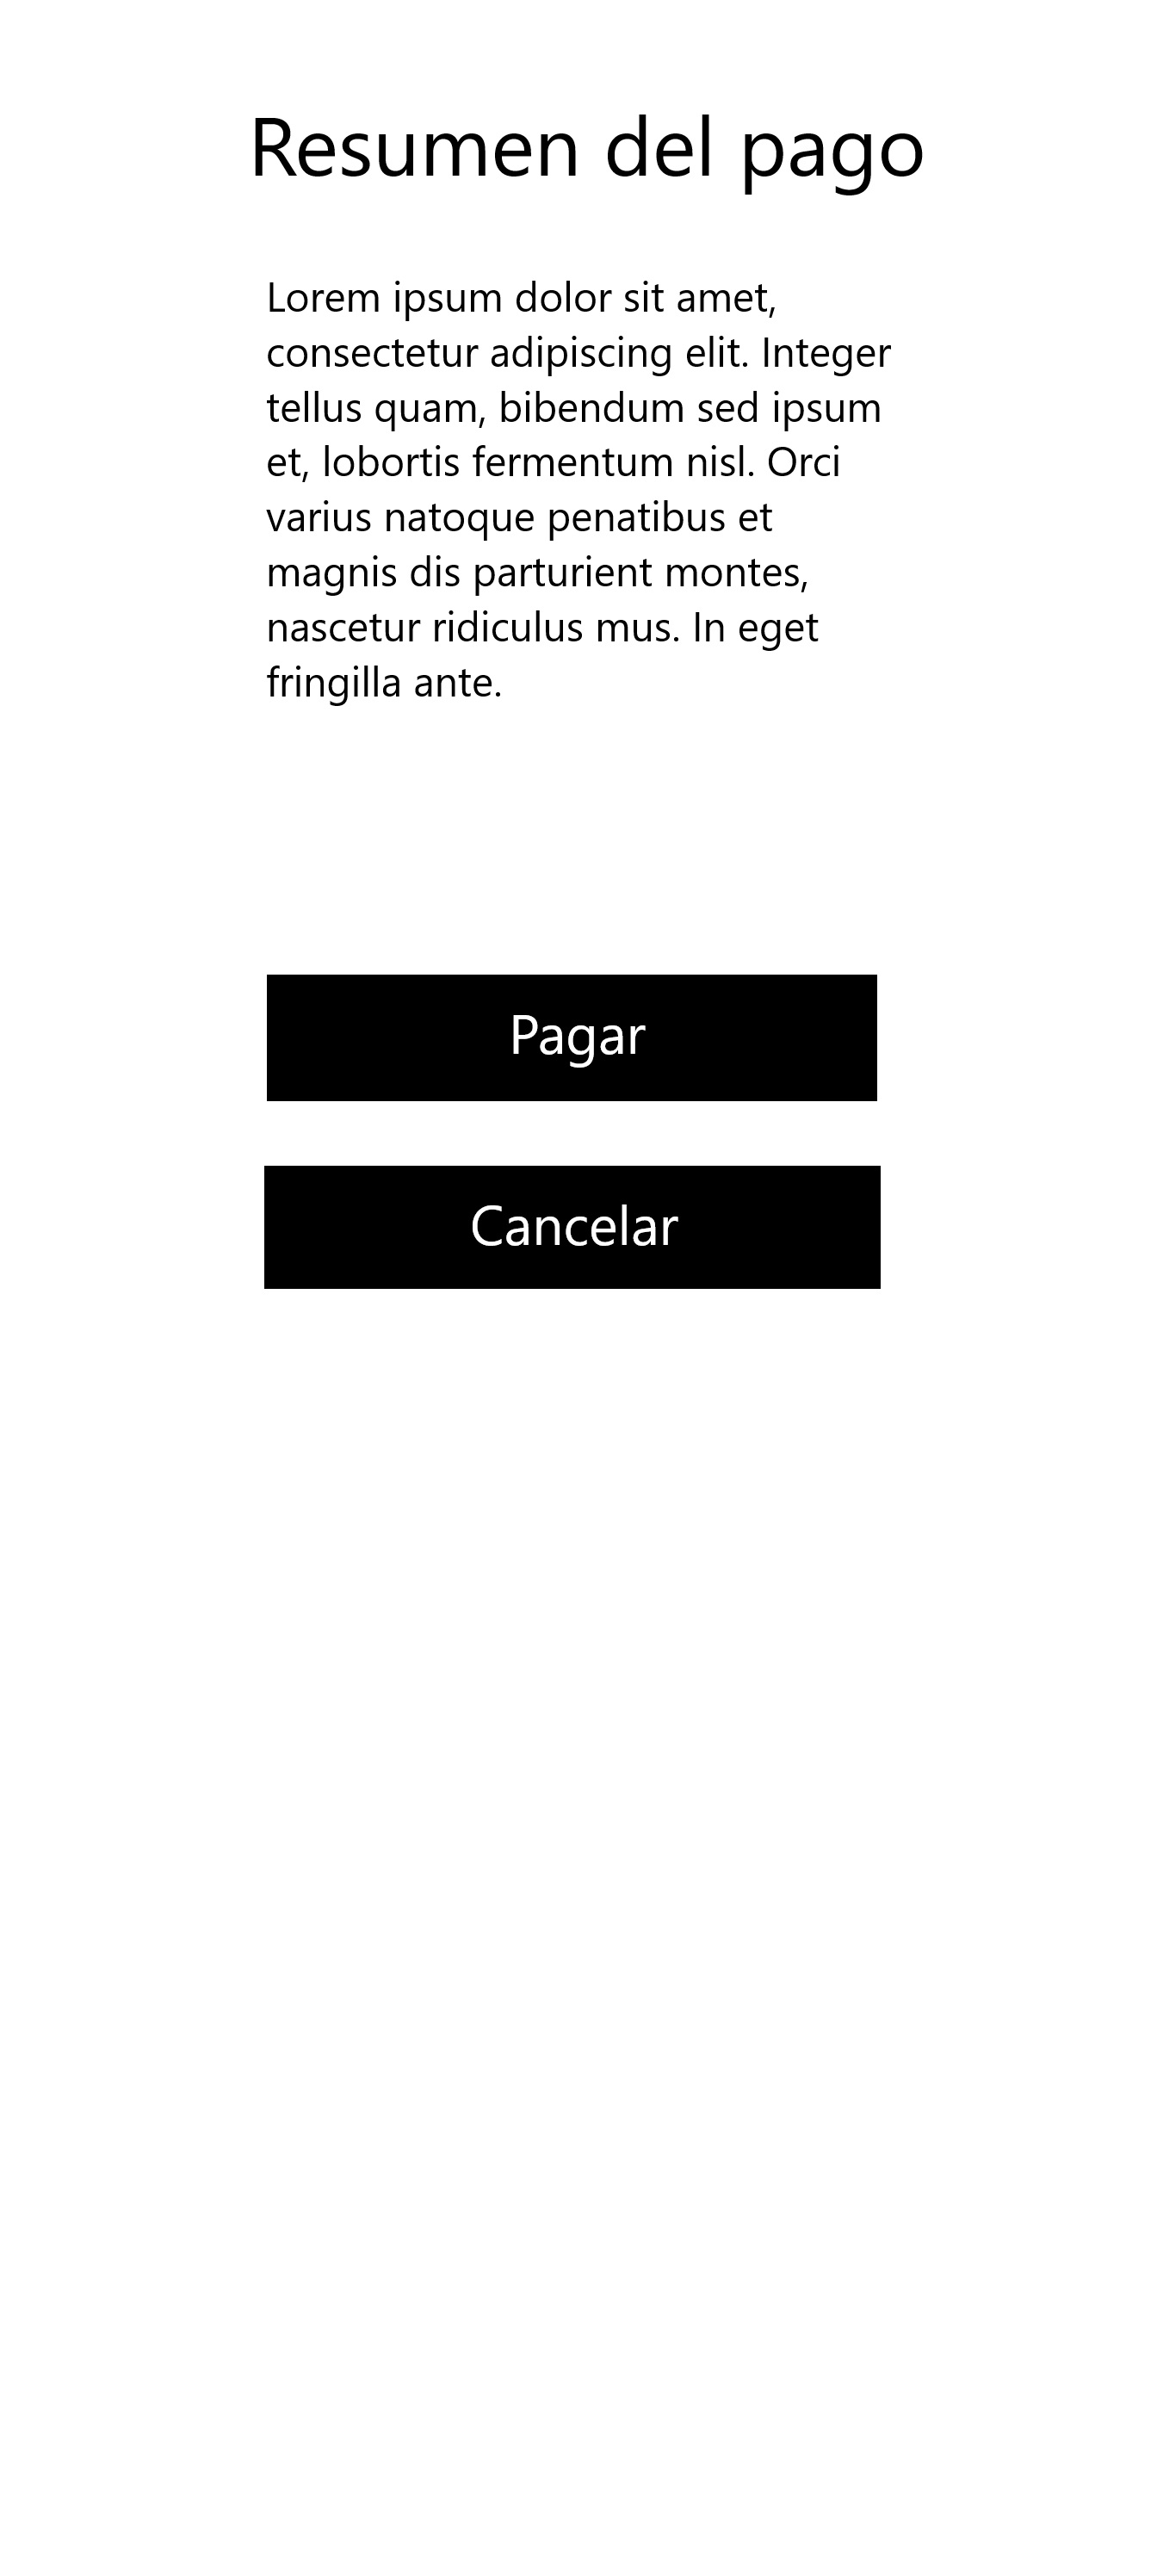 Resumen del pago
Lorem ipsum dolor sit amet,
consectetur adipiscing elit. Integer
tellus quam, bibendum sed ipsum
et, lobortis fermentum nisl. Orci
varius natoque penatibus et
magnis dis parturient montes,
nascetur ridiculus mus. In eget
fringilla ante.
Pagar
Cancelar